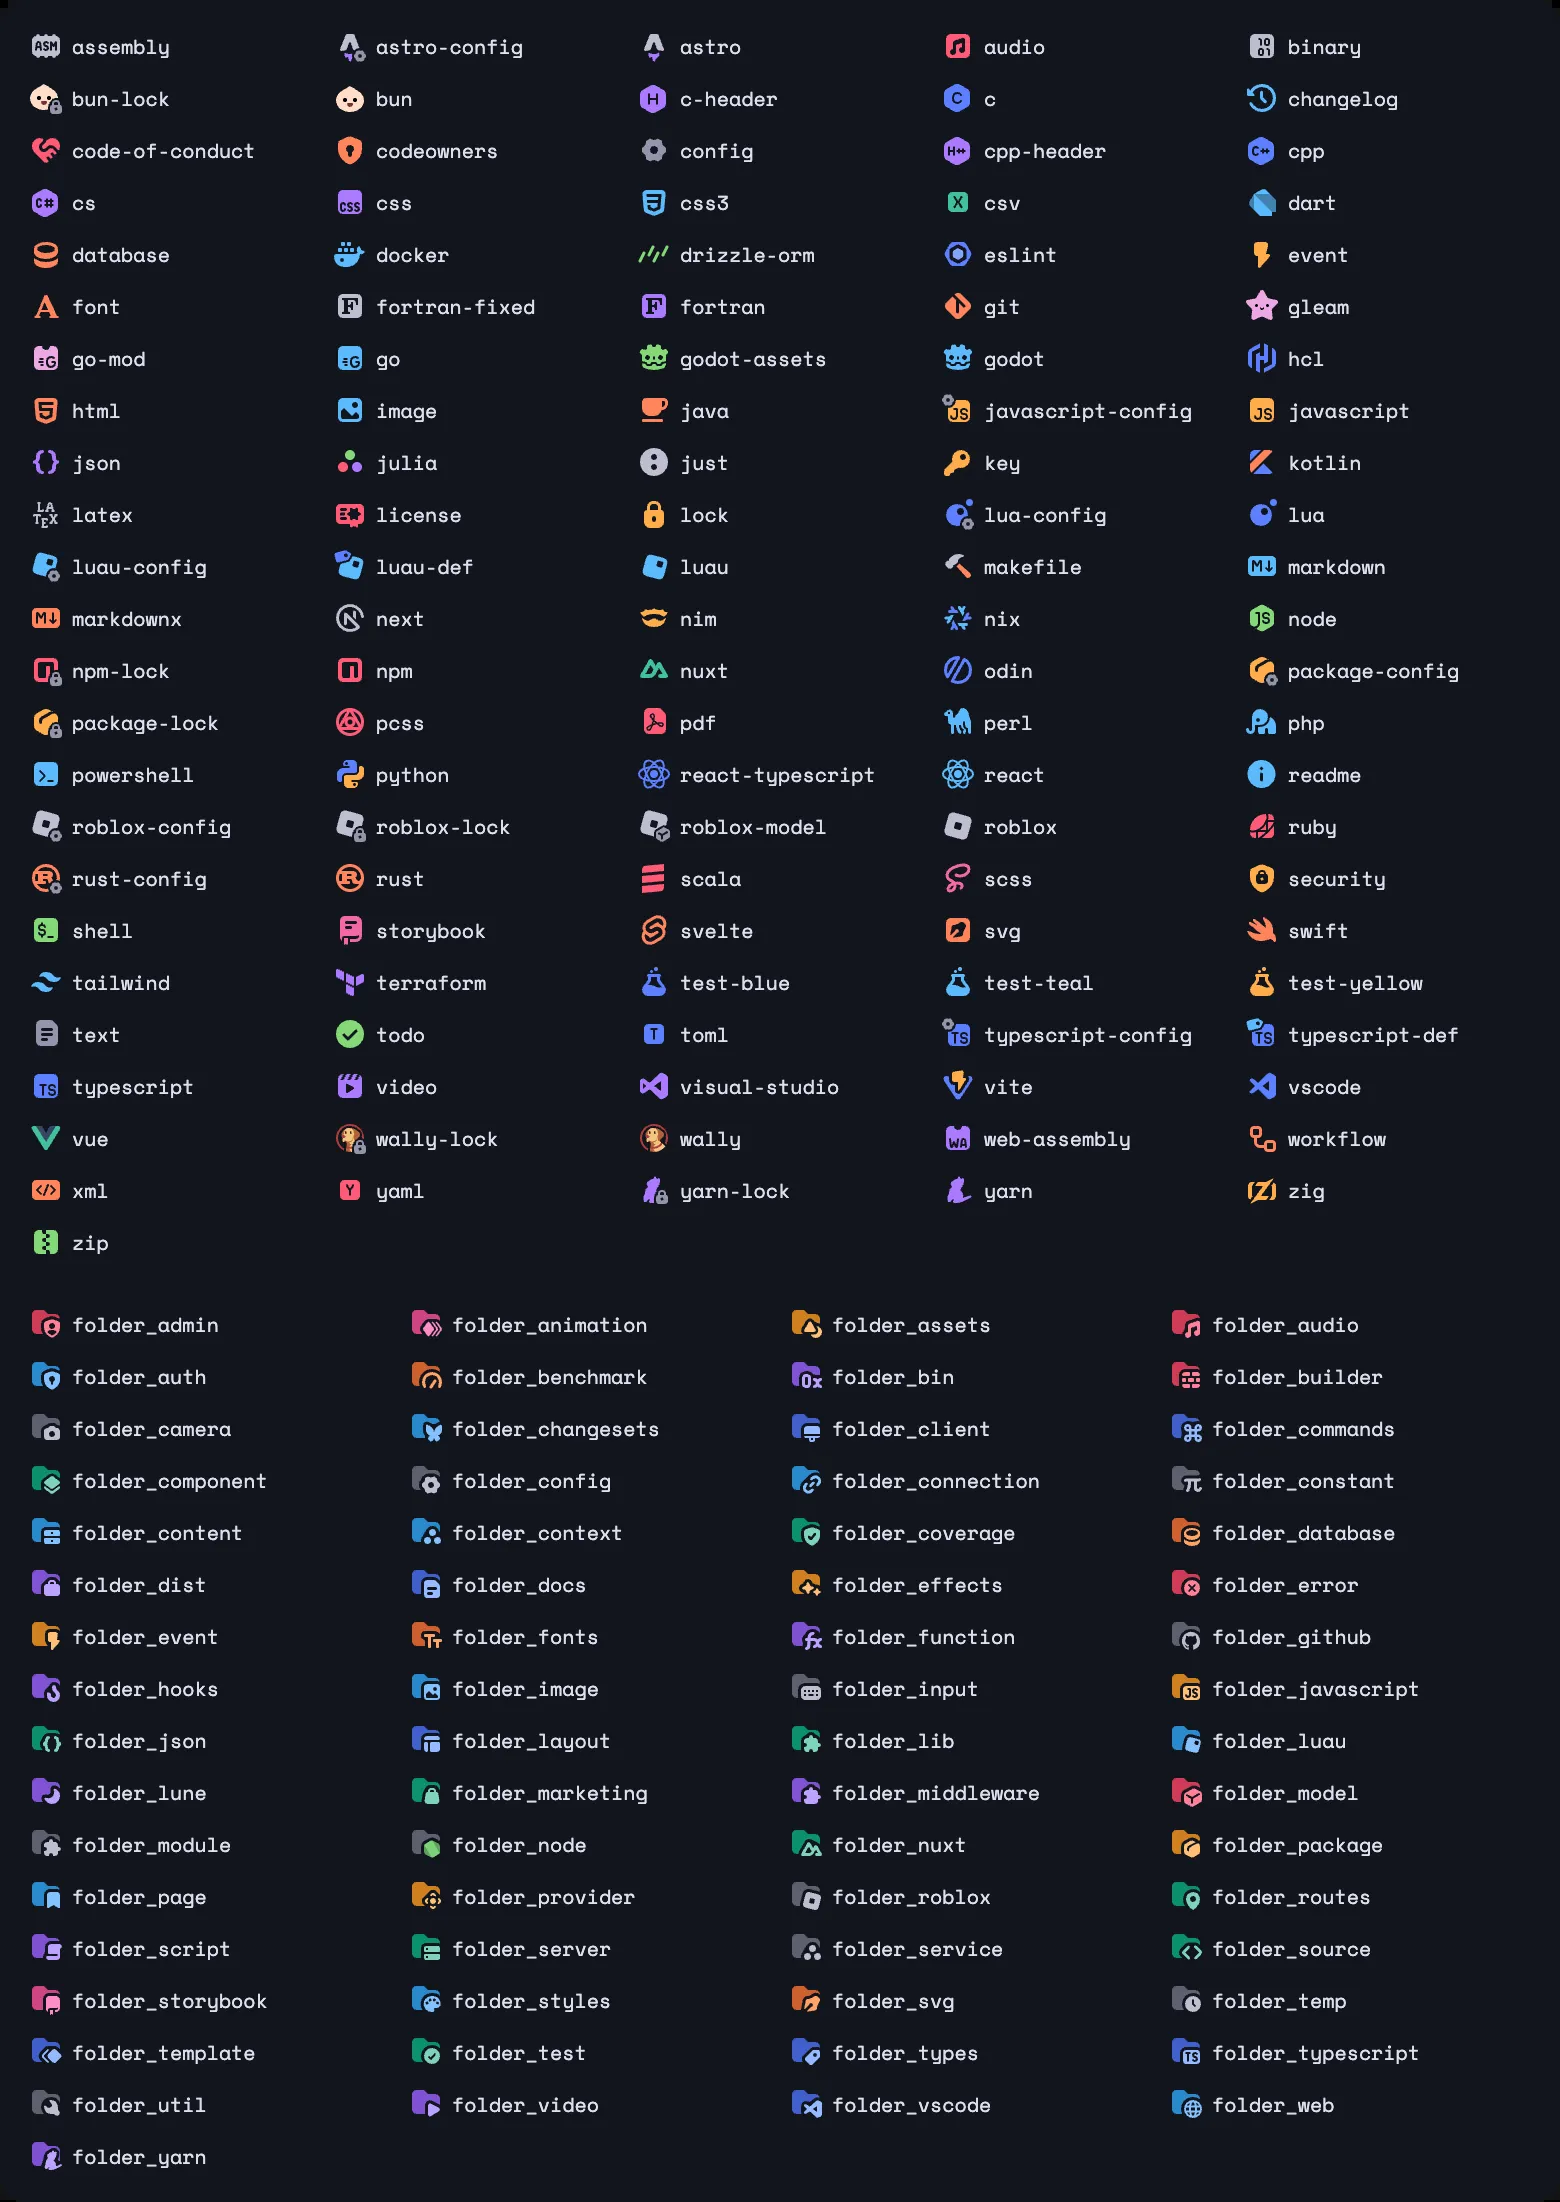 assembly astro-config astro audio binary
bun-lock bun c-header c changelog
code-of-conduct codeowners config cpp-header cpp
cs css css3 csv dart
database docker drizzle-orm eslint event
font fortran-fixed fortran git gleam
go-mod go godot-assets godot hcl
html image java javascript-config javascript
json julia just key kotlin
latex license lock lua-config lua
luau-config luau-def luau makefile markdown
markdownx next nim nix node
npm-lock npm nuxt odin package-config
package-lock pcss pdf perl php
powershell python react-typescript react readme
roblox-config roblox-lock roblox-model roblox ruby
rust-config rust scala scss security
shell storybook svelte svg swift
tailwind terraform test-blue test-teal test-yellow
text todo toml typescript-config typescript-def
typescript video visual-studio vite vscode
vue wally-lock wally web-assembly workflow
xml yaml yarn-lock yarn zig
zip
folder_admin folder_animation folder_assets folder_audio
folder_auth folder_benchmark folder_bin folder_builder
folder_camera folder_changesets folder_client folder_commands
folder_component folder_config folder_connection folder_constant
folder_content folder_context folder_coverage folder_database
folder_dist folder_docs folder_effects folder_error
folder_event folder_fonts folder_function folder_github
folder_hooks folder_image folder_input folder_javascript
folder_json folder_layout folder_lib folder_luau
folder_lune folder_marketing folder_middleware folder_model
folder_module folder_node folder_nuxt folder_package
folder_page folder_provider folder_roblox folder_routes
folder_script folder_server folder_service folder_source
folder_storybook folder_styles folder_svg folder_temp
folder_template folder_test folder_types folder_typescript
folder_util folder_video folder_vscode folder_web
folder_yarn